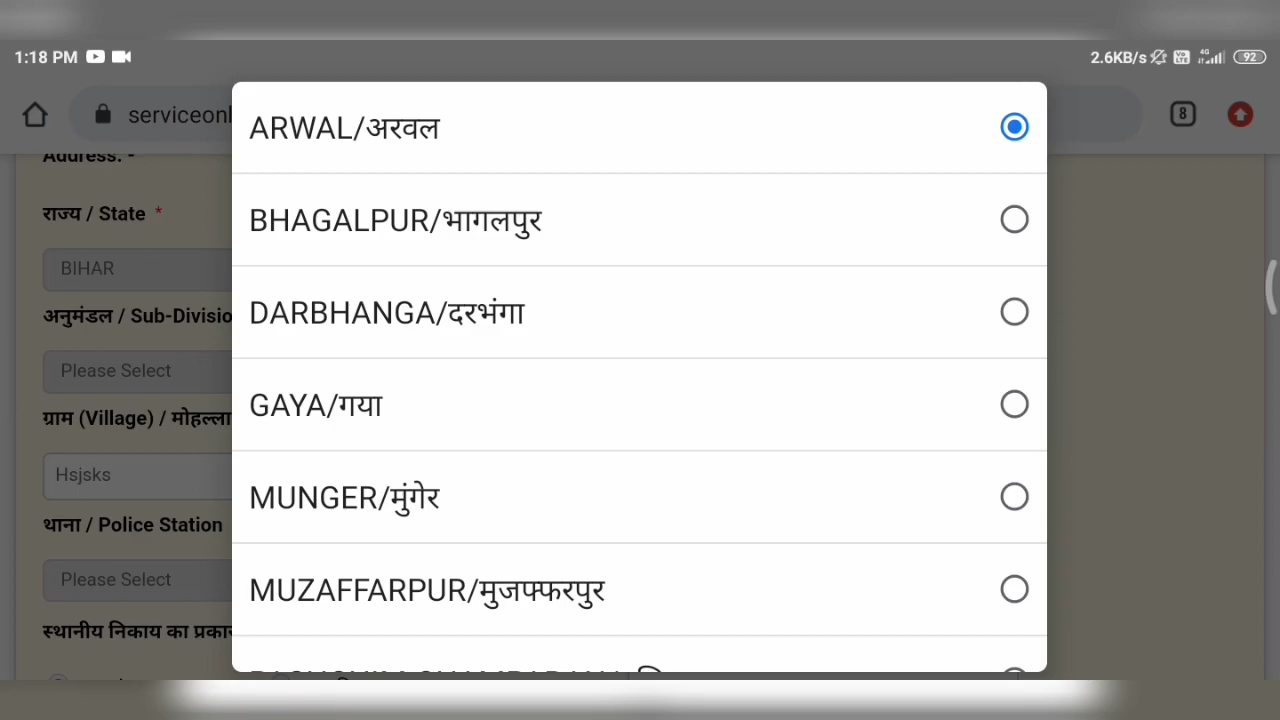 1:18 PM
2.6KB/s 4G 92
serviceonl
8
Address: -
राज्य / State *
BIHAR
अनुमंडल / Sub-Divisio
Please Select
ग्राम (Village) / मोहल्ला
Hsjsks
थाना / Police Station
Please Select
स्थानीय निकाय का प्रकार
ARWAL/अरवल
BHAGALPUR/भागलपुर
DARBHANGA/दरभंगा
GAYA/गया
MUNGER/मुंगेर
MUZAFFARPUR/मुजफ्फरपुर